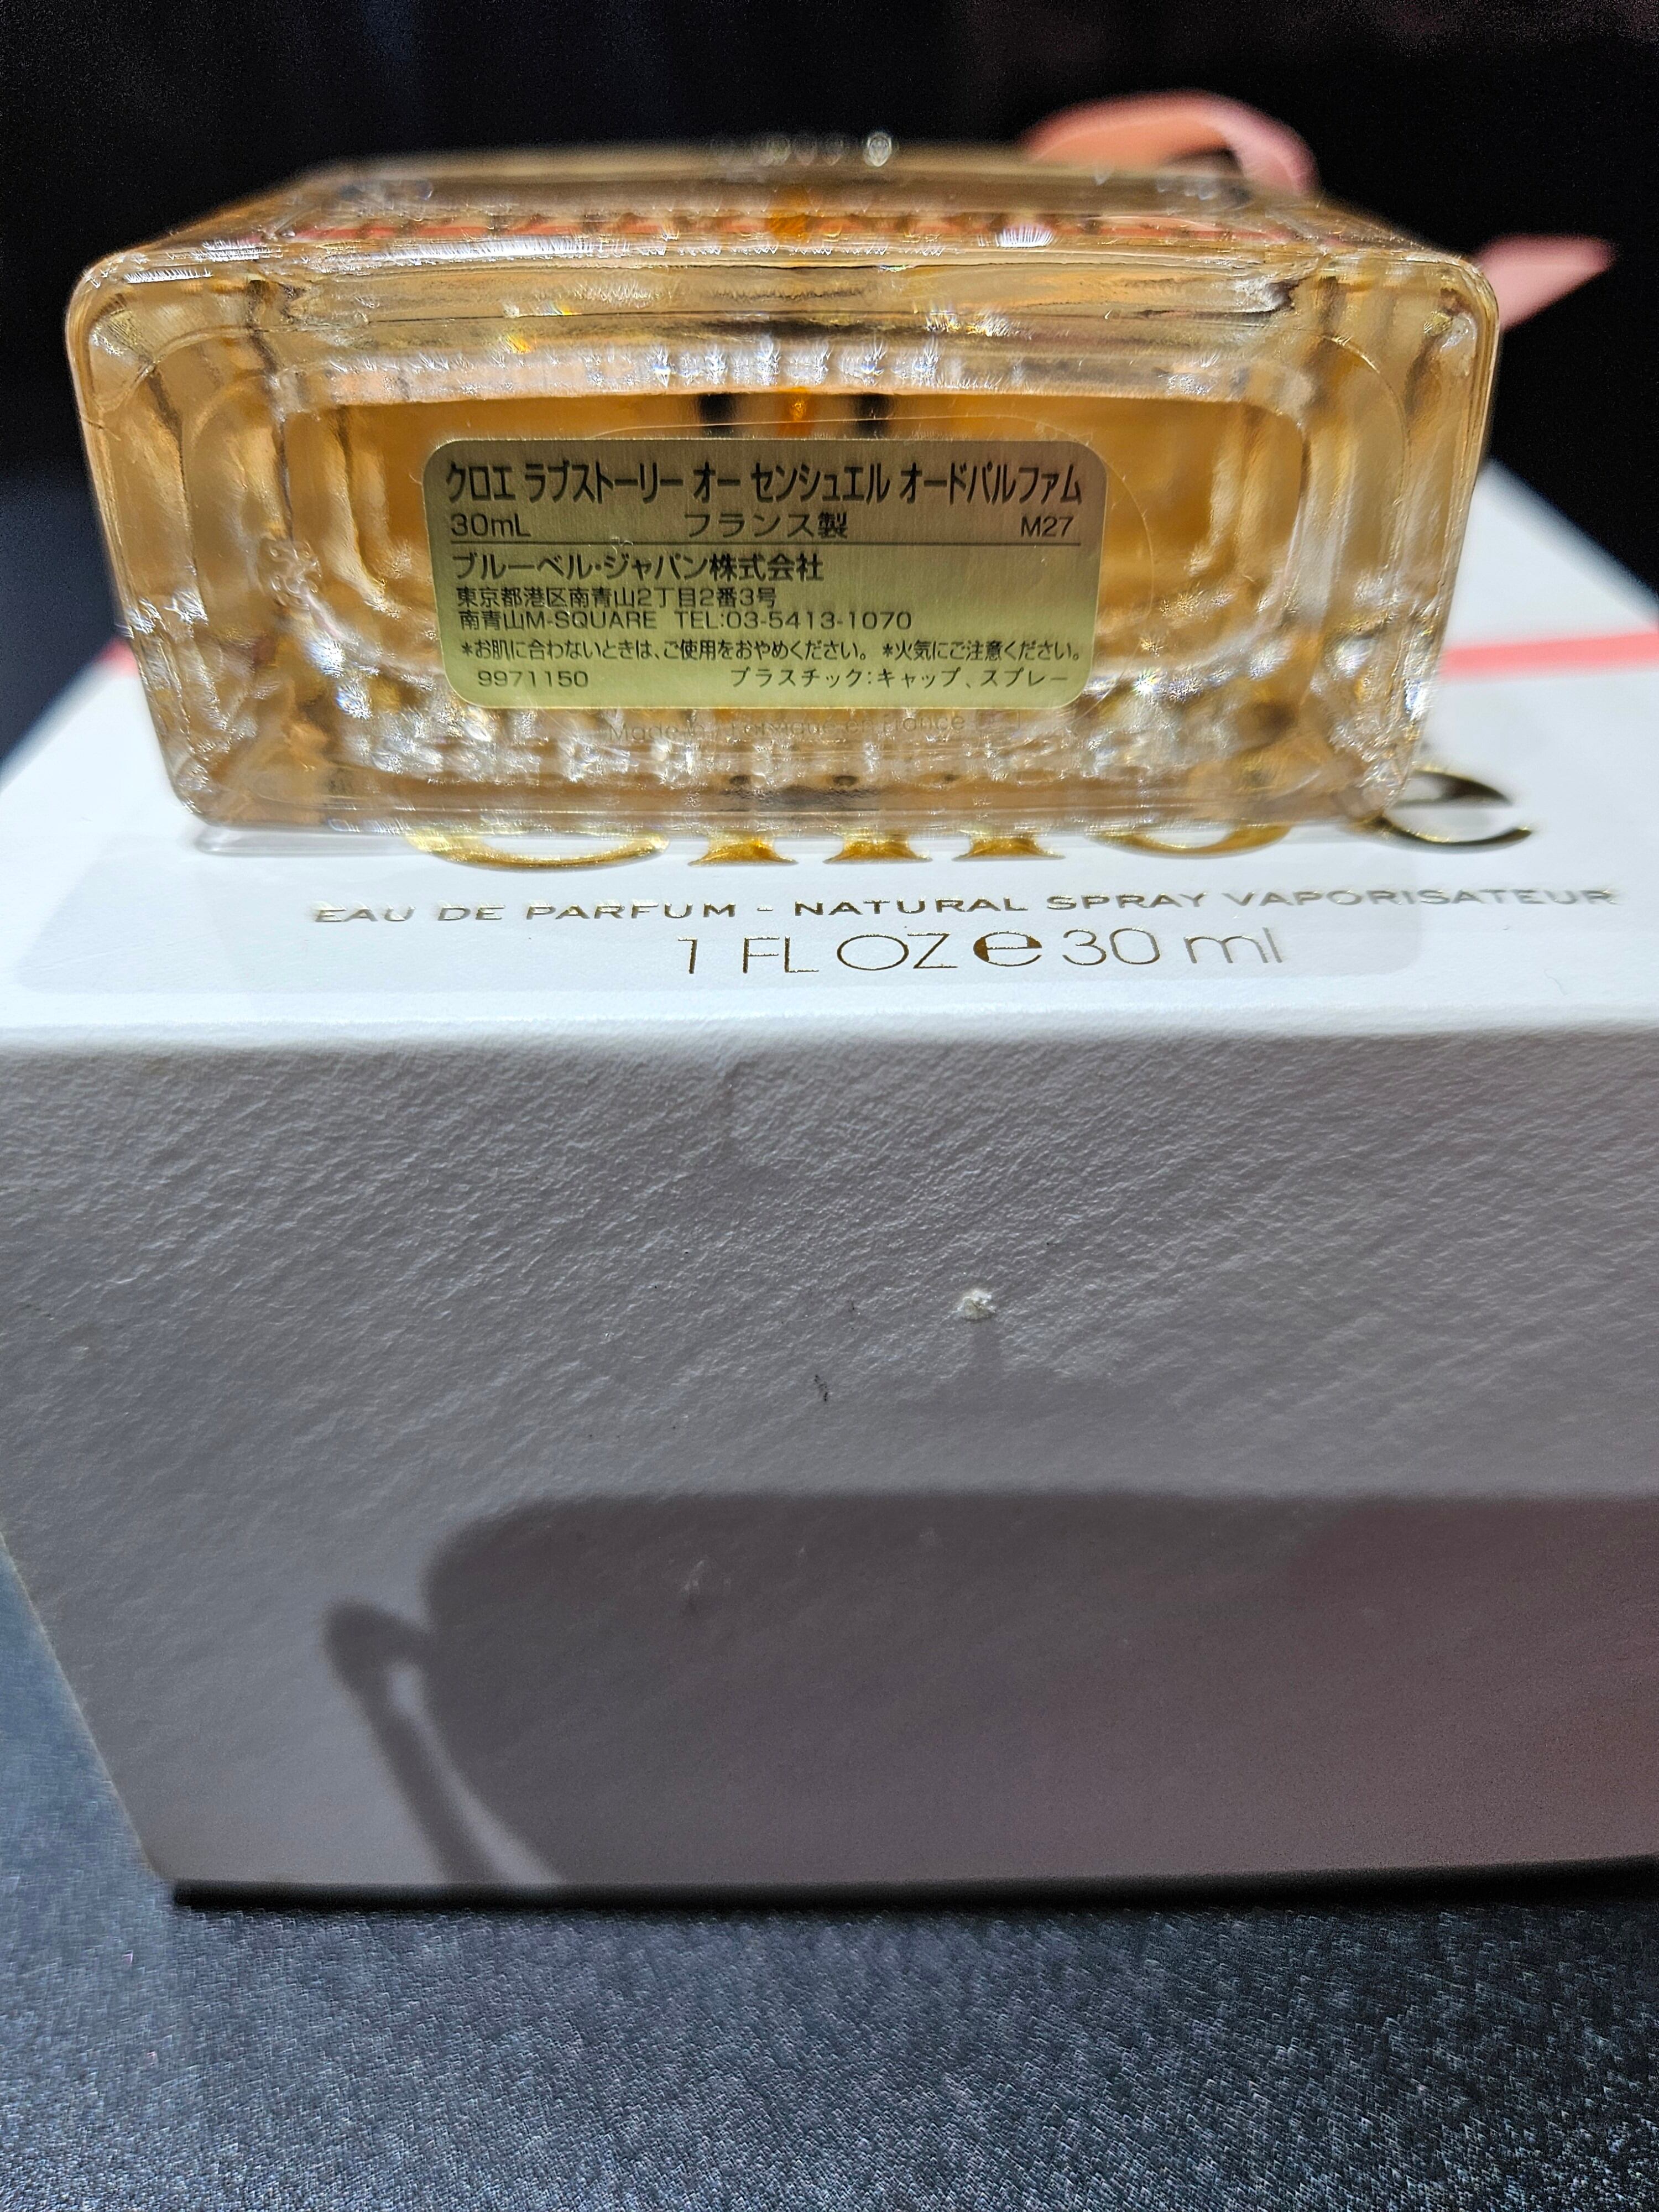 クロエ ラブストーリー オー センシュエル オードパルファム
30mL フランス製 M27
ブルーベル・ジャパン株式会社
東京都港区南青山2丁目2番3号
南青山M-SQUARE TEL:03-5413-1070
*お肌に合わないときは、ご使用をおやめください。 *火気にご注意ください。
9971150 プラスチック:キャップ、スプレー
EAU DE PARFUM - NATURAL SPRAY VAPORISATEUR
1 FL OZ e 30 ml